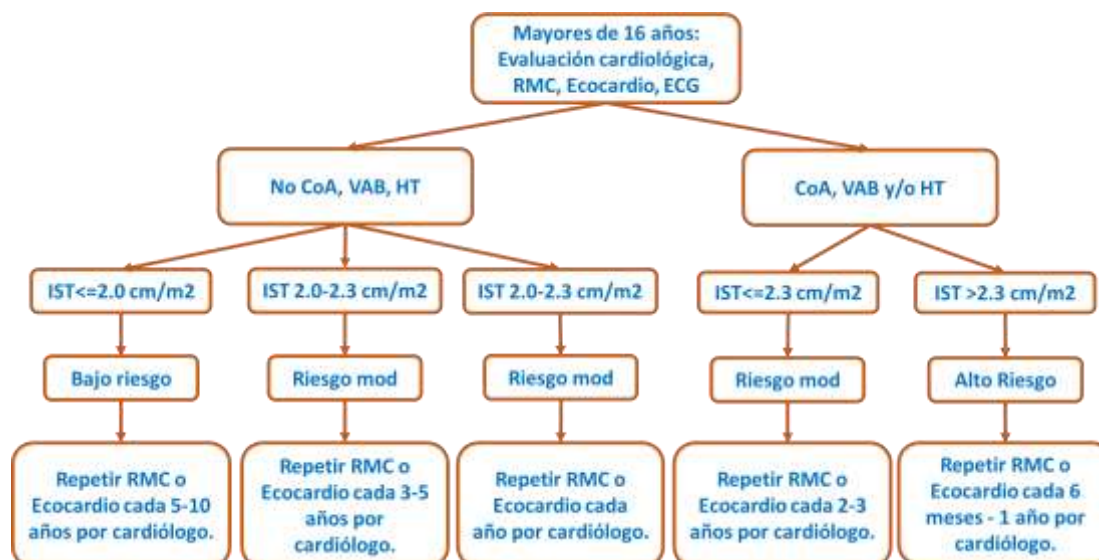 Mayores de 16 años:
Evaluación cardiológica,
RMC, Ecocardio, ECG
No CoA, VAB, HT
CoA, VAB y/o HT
IST<=2.0 cm/m2
IST 2.0-2.3 cm/m2
IST 2.0-2.3 cm/m2
IST<=2.3 cm/m2
IST >2.3 cm/m2
Bajo riesgo
Riesgo mod
Riesgo mod
Riesgo mod
Alto Riesgo
Repetir RMC o
Ecocardio cada 5-10
años por cardiólogo.
Repetir RMC o
Ecocardio cada 3-5
años por
cardiólogo.
Repetir RMC o
Ecocardio cada
año por cardiólogo.
Repetir RMC o
Ecocardio cada 2-3
años por cardiólogo.
Repetir RMC o
Ecocardio cada 6
meses - 1 año por
cardiólogo.